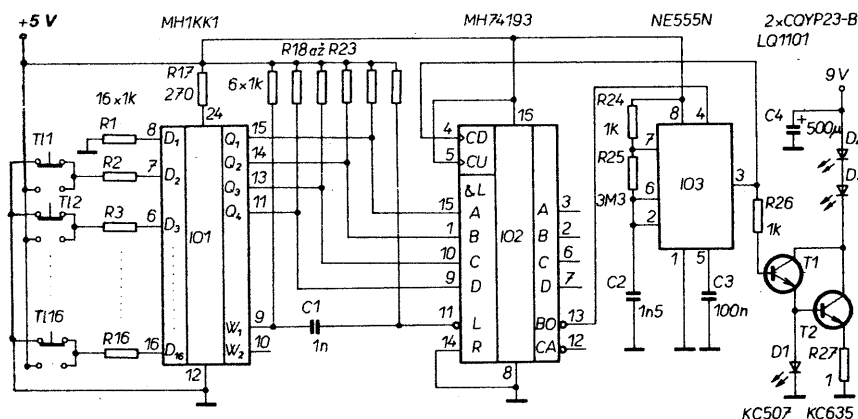 +5 V
MH1KK1
MH74193
NE555N
2×CQYP23-B
LQ1101
R18 až R23
R17
270
6×1k
16×1k
24
16
9V
R1
8
D1
Tl1
R2
7
D2
Tl2
R3
6
D3
Tl16
R16
16
D16
IO1
12
Q1
15
Q2
14
Q3
13
Q4
11
W1
9
W2
10
C1
1n
4
CD
5
CU
&L
15
A
1
B
10
C
9
D
11
L
14
R
IO2
8
A
3
B
2
C
6
D
7
BO
13
CA
12
R24
1K
R25
3M3
8
4
7
6
2
IO3
3
1
5
C2
1n5
C3
100n
R26
1k
C4
+
500μ
T1
T2
D1
R27
1
KC507
KC635